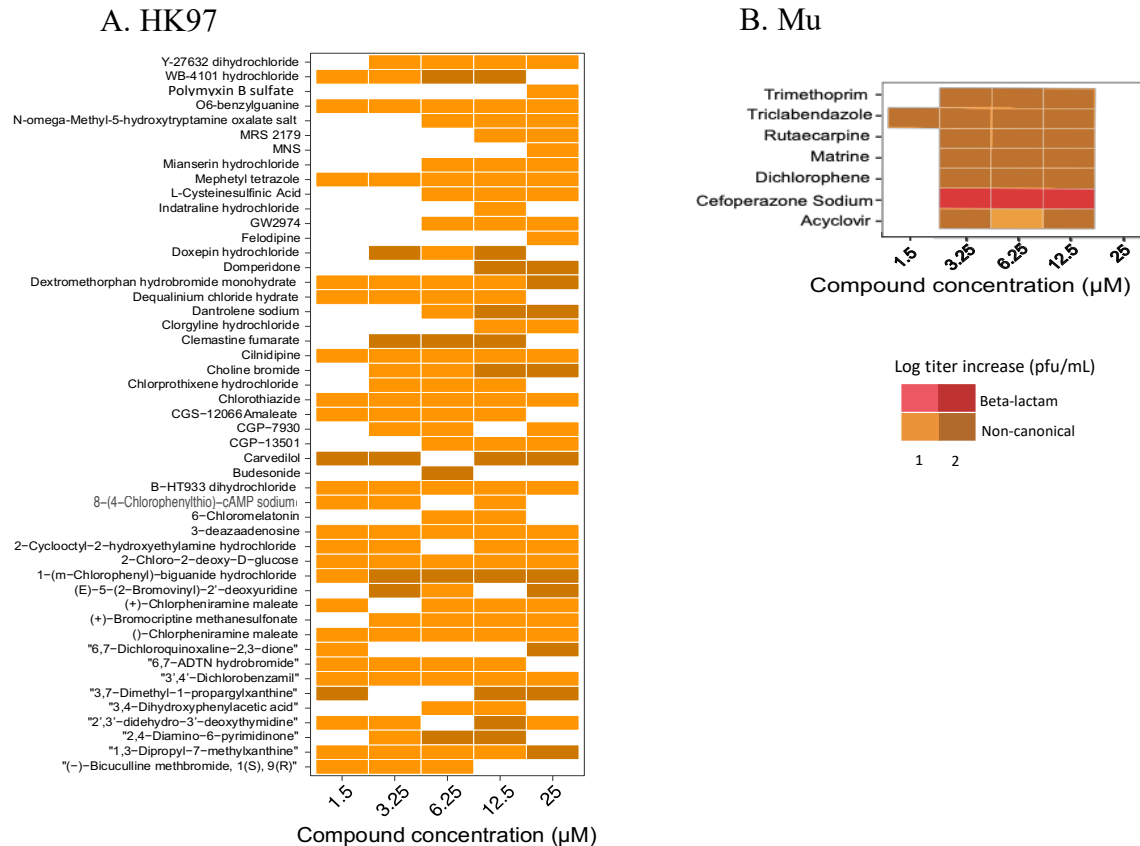 A. HK97
Y-27632 dihydrochloride
WB-4101 hydrochloride
Polymyxin B sulfate
O6-benzylguanine
N-omega-Methyl-5-hydroxytryptamine oxalate salt
MRS 2179
MNS
Mianserin hydrochloride
Mephetyl tetrazole
L-Cysteinesulfinic Acid
Indatraline hydrochloride
GW2974
Felodipine
Doxepin hydrochloride
Domperidone
Dextromethorphan hydrobromide monohydrate
Dequalinium chloride hydrate
Dantrolene sodium
Clorgyline hydrochloride
Clemastine fumarate
Cilnidipine
Choline bromide
Chlorprothixene hydrochloride
Chlorothiazide
CGS−12066Amaleate
CGP−7930
CGP−13501
Carvedilol
Budesonide
B−HT933 dihydrochloride
8−(4−Chlorophenylthio)−cAMP sodium
6−Chloromelatonin
3−deazaadenosine
2−Cyclooctyl−2−hydroxyethylamine hydrochloride
2−Chloro−2−deoxy−D−glucose
1−(m−Chlorophenyl)−biguanide hydrochloride
(E)−5−(2−Bromovinyl)−2'−deoxyuridine
(+)−Chlorpheniramine maleate
(+)−Bromocriptine methanesulfonate
()−Chlorpheniramine maleate
"6,7−Dichloroquinoxaline−2,3−dione"
"6,7−ADTN hydrobromide"
"3',4'−Dichlorobenzamil"
"3,7−Dimethyl−1−propargylxanthine"
"3,4−Dihydroxyphenylacetic acid"
"2',3'−didehydro−3'−deoxythymidine"
"2,4−Diamino−6−pyrimidinone"
"1,3−Dipropyl−7−methylxanthine"
"(−)−Bicuculline methbromide, 1(S), 9(R)"
1.5 3.25 6.25 12.5 25
Compound concentration (µM)
B. Mu
Trimethoprim
Triclabendazole
Rutaecarpine
Matrine
Dichlorophene
Cefoperazone Sodium
Acyclovir
1.5 3.25 6.25 12.5 25
Compound concentration (µM)
Log titer increase (pfu/mL)
Beta-lactam
Non-canonical
1 2